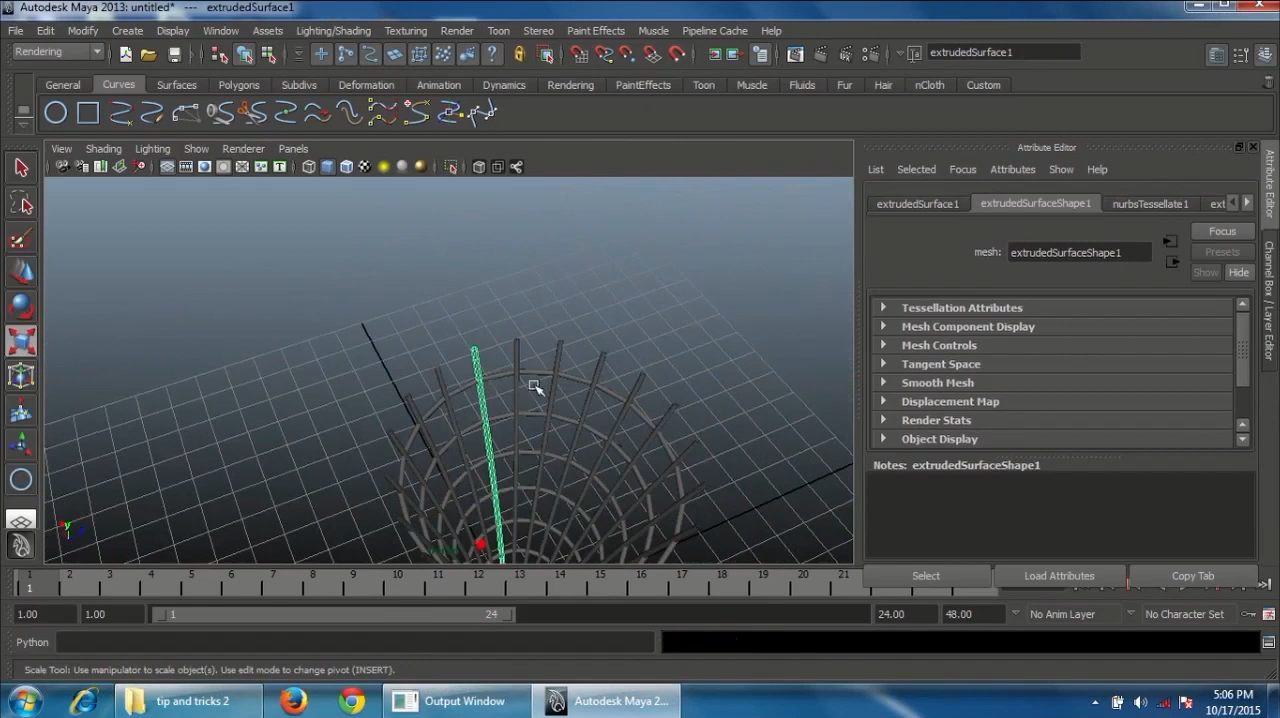 Autodesk Maya 2013: untitled*   ---   extrudedSurface1
File Edit Modify Create Display Window Assets Lighting/Shading Texturing Render Toon Stereo Paint Effects Muscle Pipeline Cache Help
Rendering extrudedSurface1
General Curves Surfaces Polygons Subdivs Deformation Animation Dynamics Rendering PaintEffects Toon Muscle Fluids Fur Hair nCloth Custom
View Shading Lighting Show Renderer Panels
Attribute Editor
List Selected Focus Attributes Show Help
extrudedSurface1 extrudedSurfaceShape1 nurbsTessellate1 ext
Focus
mesh: extrudedSurfaceShape1
Presets
Show Hide
Tessellation Attributes
Mesh Component Display
Mesh Controls
Tangent Space
Smooth Mesh
Displacement Map
Render Stats
Object Display
Notes: extrudedSurfaceShape1
Select Load Attributes Copy Tab
Attribute Editor
Channel Box / Layer Editor
y
1 2 3 4 5 6 7 8 9 10 11 12 13 14 15 16 17 18 19 20 21
1
1.00 1.00 1 24 24.00 48.00 No Anim Layer No Character Set
Python
Scale Tool: Use manipulator to scale object(s). Use edit mode to change pivot (INSERT).
tip and tricks 2 Output Window Autodesk Maya 2...
5:06 PM
10/17/2015